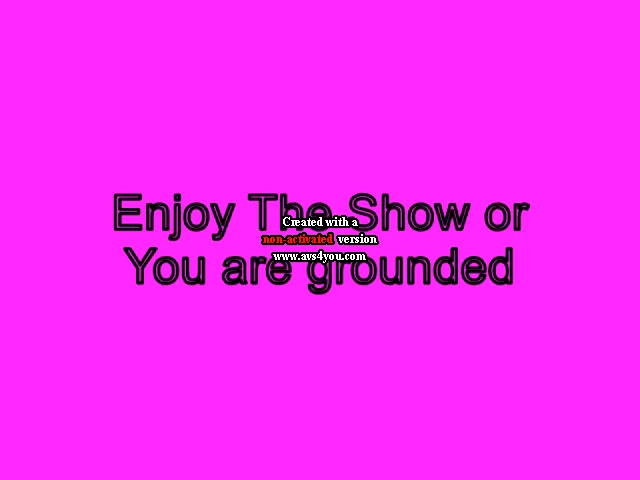 Enjoy The Show or
You are grounded
Created with a
non-activated version
www.avs4you.com